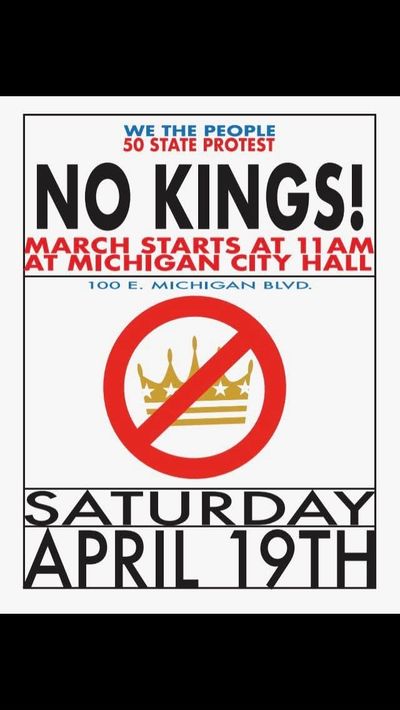 WE THE PEOPLE
50 STATE PROTEST
NO KINGS!
MARCH STARTS AT 11AM
AT MICHIGAN CITY HALL
100 E. MICHIGAN BLVD.
SATURDAY
APRIL 19TH